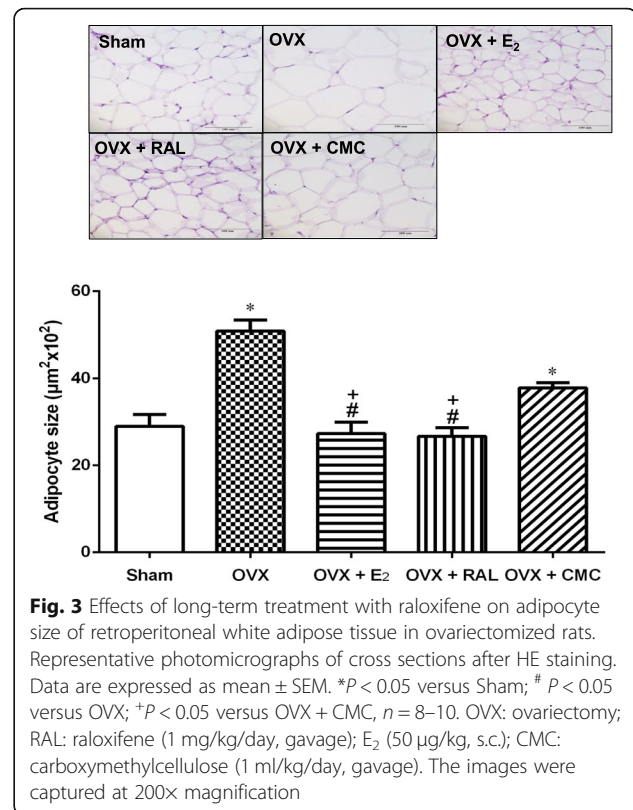 Sham OVX OVX + E₂
OVX + RAL OVX + CMC
60
40
20
0
Adipocyte size (µm²x10²)
*
+
#
+
#
*
Sham OVX OVX + E₂ OVX + RAL OVX + CMC
Fig. 3 Effects of long-term treatment with raloxifene on adipocyte
size of retroperitoneal white adipose tissue in ovariectomized rats.
Representative photomicrographs of cross sections after HE staining.
Data are expressed as mean ± SEM. *P < 0.05 versus Sham; # P < 0.05
versus OVX; +P < 0.05 versus OVX + CMC, n = 8–10. OVX: ovariectomy;
RAL: raloxifene (1 mg/kg/day, gavage); E₂ (50 µg/kg, s.c.); CMC:
carboxymethylcellulose (1 ml/kg/day, gavage). The images were
captured at 200× magnification